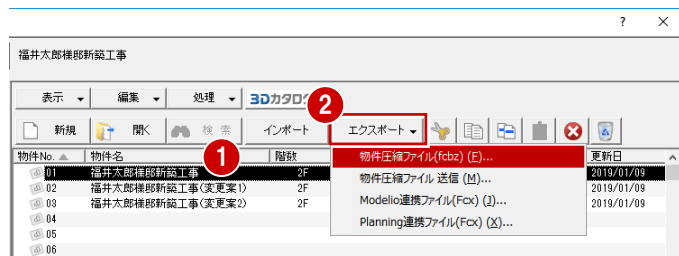 ? ×
福井太郎様邸新築工事
表示 編集 処理 3Dカタログ
2
新規 開く 検索 インポート エクスポート
物件No. 物件名 階数 更新日
1
物件圧縮ファイル(fcbz) (F)...
物件圧縮ファイル 送信 (M)...
Modelio連携ファイル(Fcx) (J)...
Planning連携ファイル(Fcx) (X)...
01 福井太郎様邸新築工事 2F 2019/01/09
02 福井太郎様邸新築工事(変更案1) 2F 2019/01/09
03 福井太郎様邸新築工事(変更案2) 2F 2019/01/09
04
05
06